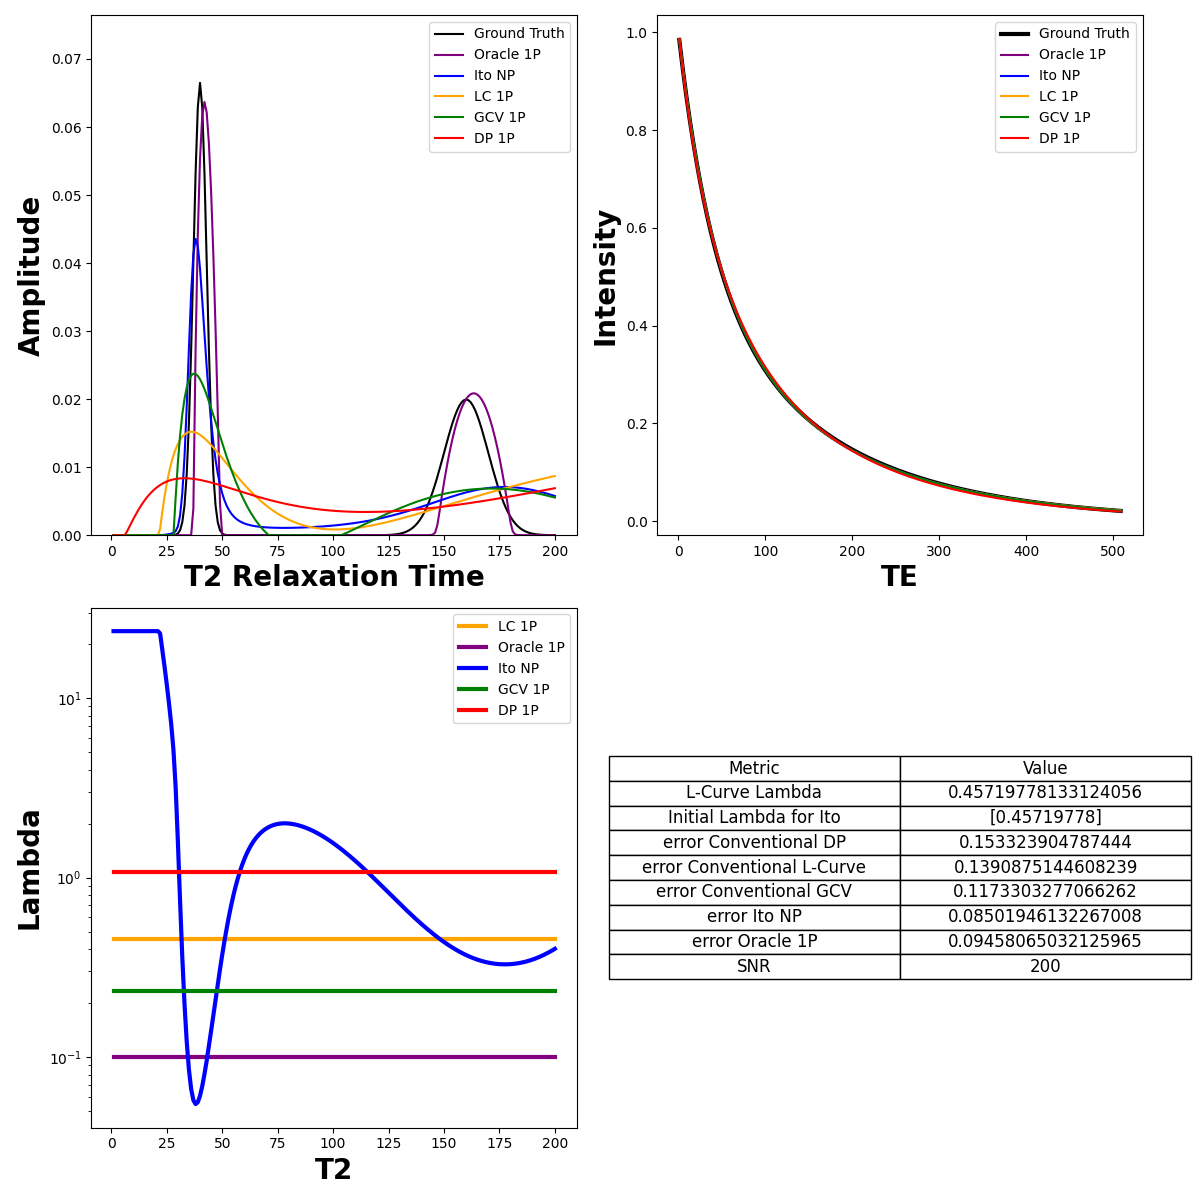 Ground Truth
Oracle 1P
Ito NP
LC 1P
GCV 1P
DP 1P
0.07
0.06
0.05
0.04
0.03
0.02
0.01
0.00
Amplitude
0 25 50 75 100 125 150 175 200
T2 Relaxation Time
Ground Truth
Oracle 1P
Ito NP
LC 1P
GCV 1P
DP 1P
1.0
0.8
0.6
0.4
0.2
0.0
Intensity
0 100 200 300 400 500
TE
LC 1P
Oracle 1P
Ito NP
GCV 1P
DP 1P
10^1
10^0
10^-1
Lambda
0 25 50 75 100 125 150 175 200
T2
Metric Value
L-Curve Lambda 0.45719778133124056
Initial Lambda for Ito [0.45719778]
error Conventional DP 0.153323904787444
error Conventional L-Curve 0.1390875144608239
error Conventional GCV 0.1173303277066262
error Ito NP 0.08501946132267008
error Oracle 1P 0.09458065032125965
SNR 200